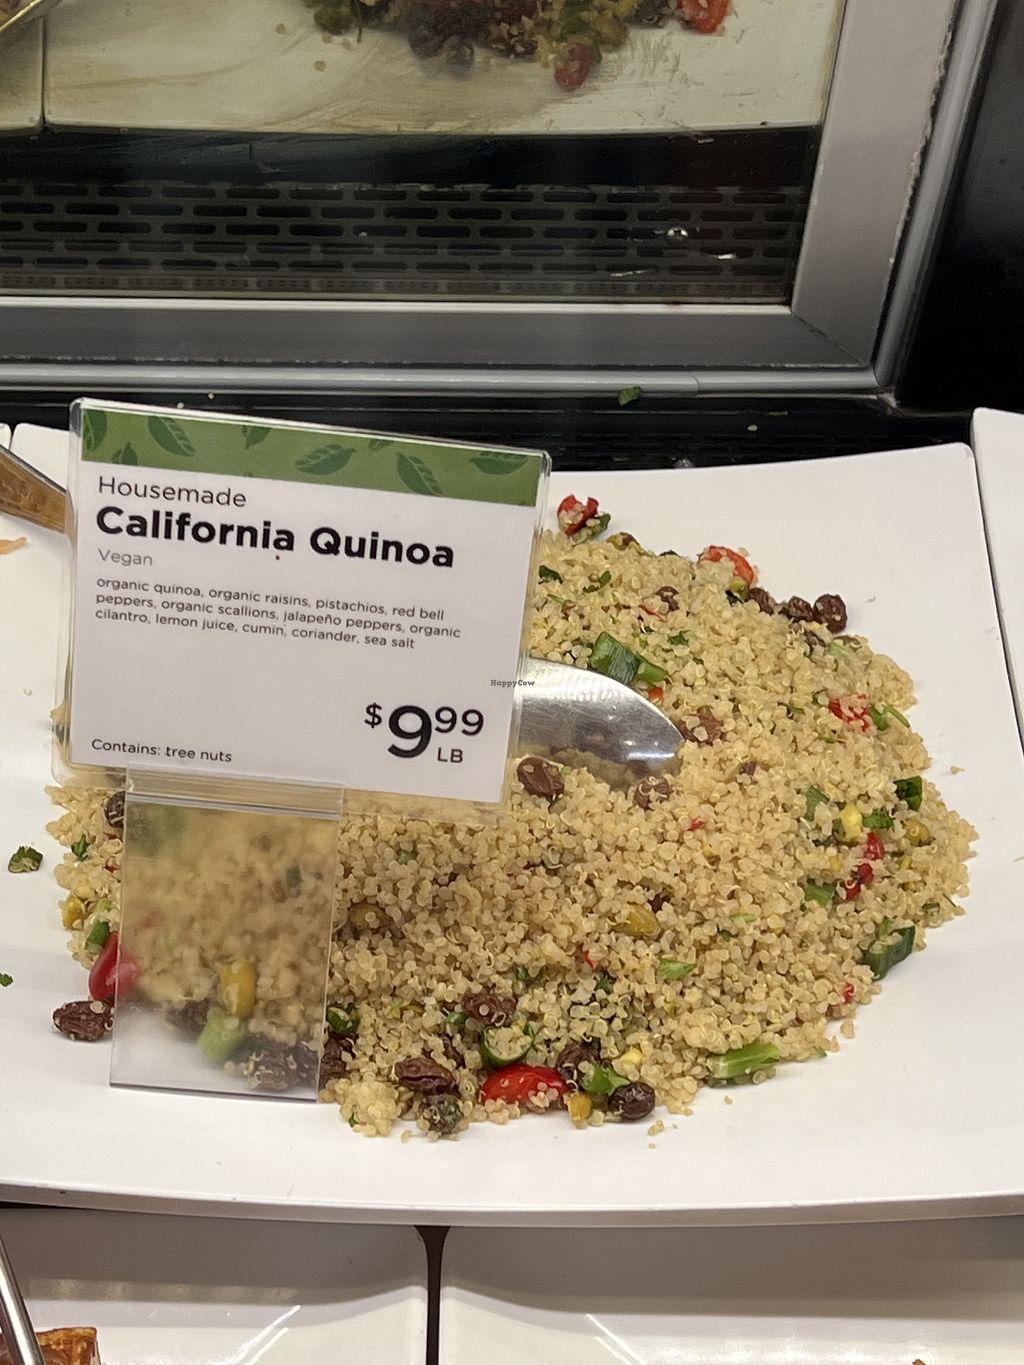 Housemade
California Quinoa
Vegan
organic quinoa, organic raisins, pistachios, red bell
peppers, organic scallions, jalapeño peppers, organic
cilantro, lemon juice, cumin, coriander, sea salt
$9.99
LB
Contains: tree nuts
HappyCow